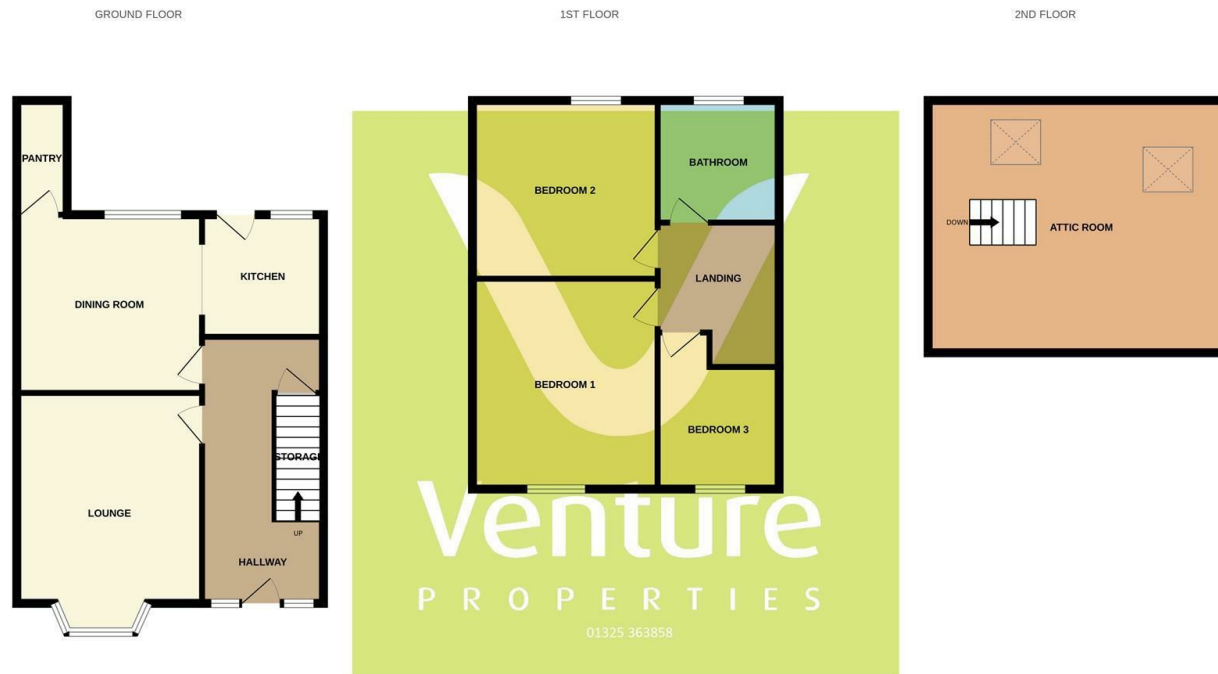 GROUND FLOOR
1ST FLOOR
2ND FLOOR
PANTRY
KITCHEN
DINING ROOM
LOUNGE
STORAGE
UP
HALLWAY
BATHROOM
BEDROOM 2
LANDING
BEDROOM 1
BEDROOM 3
DOWN
ATTIC ROOM
Venture
PROPERTIES
01325 363858